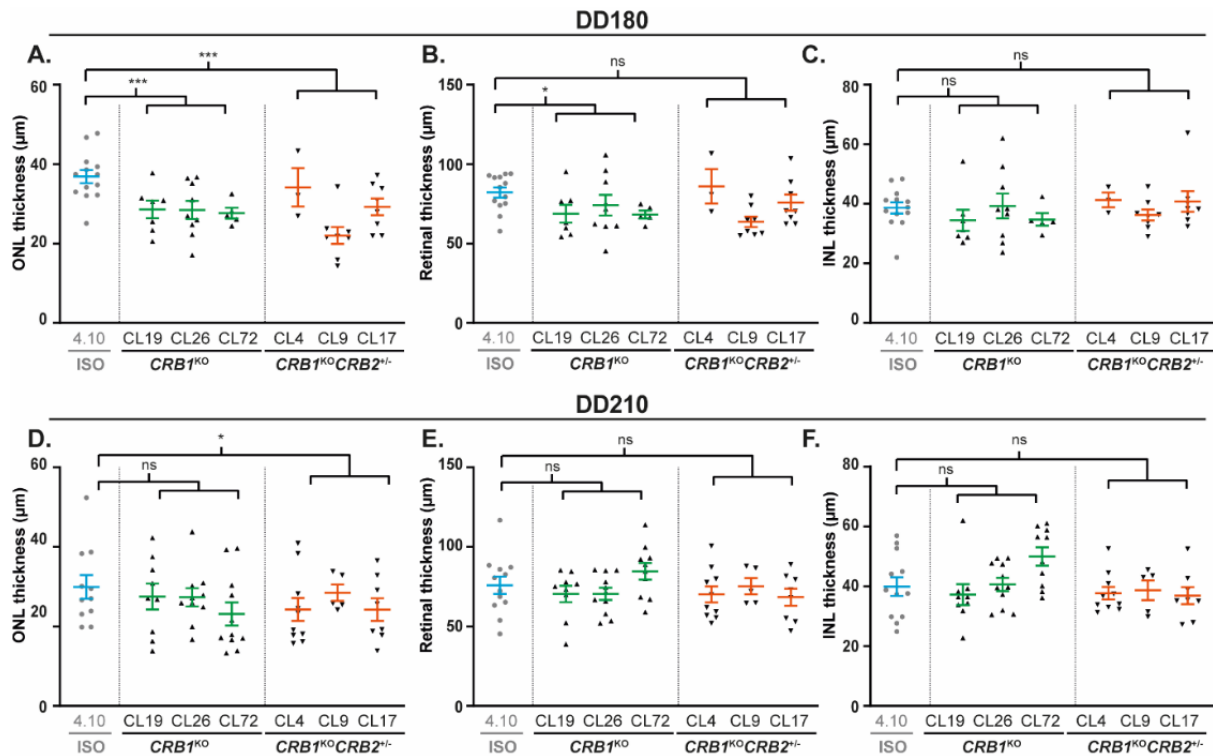 DD180
A.
B.
C.
***
***
ns
*
ns
ns
ONL thickness (µm)
60
40
20
0
Retinal thickness (µm)
150
100
50
0
INL thickness (µm)
80
60
40
20
0
4.10 CL19 CL26 CL72 CL4 CL9 CL17
ISO CRB1KO CRB1KOCRB2+/-
4.10 CL19 CL26 CL72 CL4 CL9 CL17
ISO CRB1KO CRB1KOCRB2+/-
4.10 CL19 CL26 CL72 CL4 CL9 CL17
ISO CRB1KO CRB1KOCRB2+/-
DD210
D.
E.
F.
*
ns
ns
ns
ns
ns
ONL thickness (µm)
60
40
20
0
Retinal thickness (µm)
150
100
50
0
INL thickness (µm)
80
60
40
20
0
4.10 CL19 CL26 CL72 CL4 CL9 CL17
ISO CRB1KO CRB1KOCRB2+/-
4.10 CL19 CL26 CL72 CL4 CL9 CL17
ISO CRB1KO CRB1KOCRB2+/-
4.10 CL19 CL26 CL72 CL4 CL9 CL17
ISO CRB1KO CRB1KOCRB2+/-